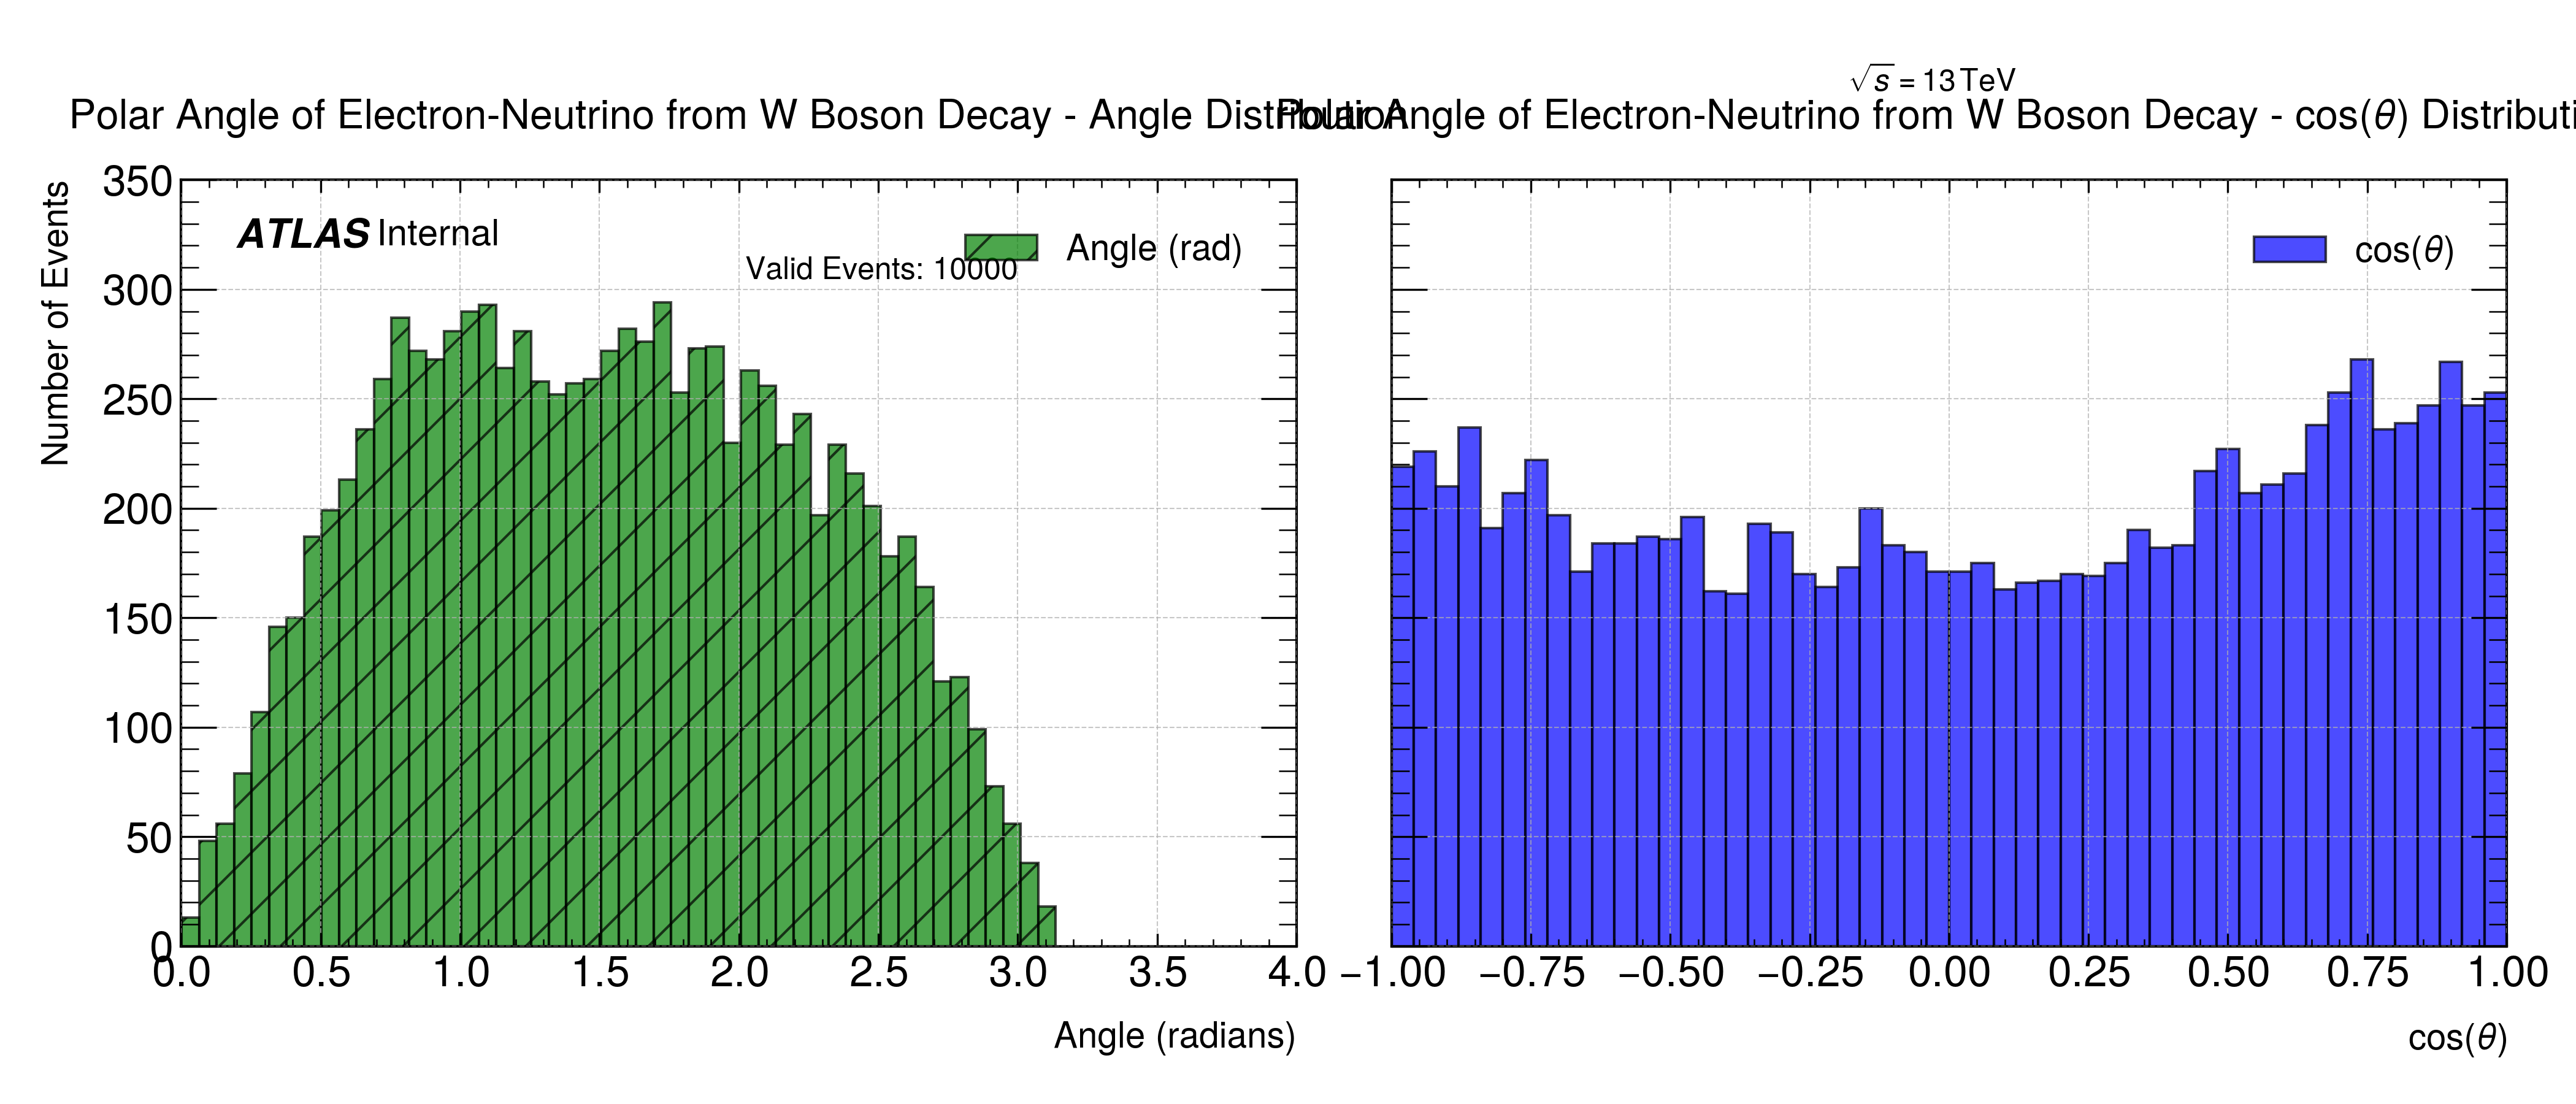 √s = 13 TeV
Polar Angle of Electron-Neutrino from W Boson Decay - Angle Distribution
Polar Angle of Electron-Neutrino from W Boson Decay - cos(θ) Distributi
Number of Events
350
300
250
200
150
100
50
0
ATLAS Internal
Angle (rad)
Valid Events: 10000
0.0 0.5 1.0 1.5 2.0 2.5 3.0 3.5 4.0
Angle (radians)
cos(θ)
−1.00 −0.75 −0.50 −0.25 0.00 0.25 0.50 0.75 1.00
cos(θ)